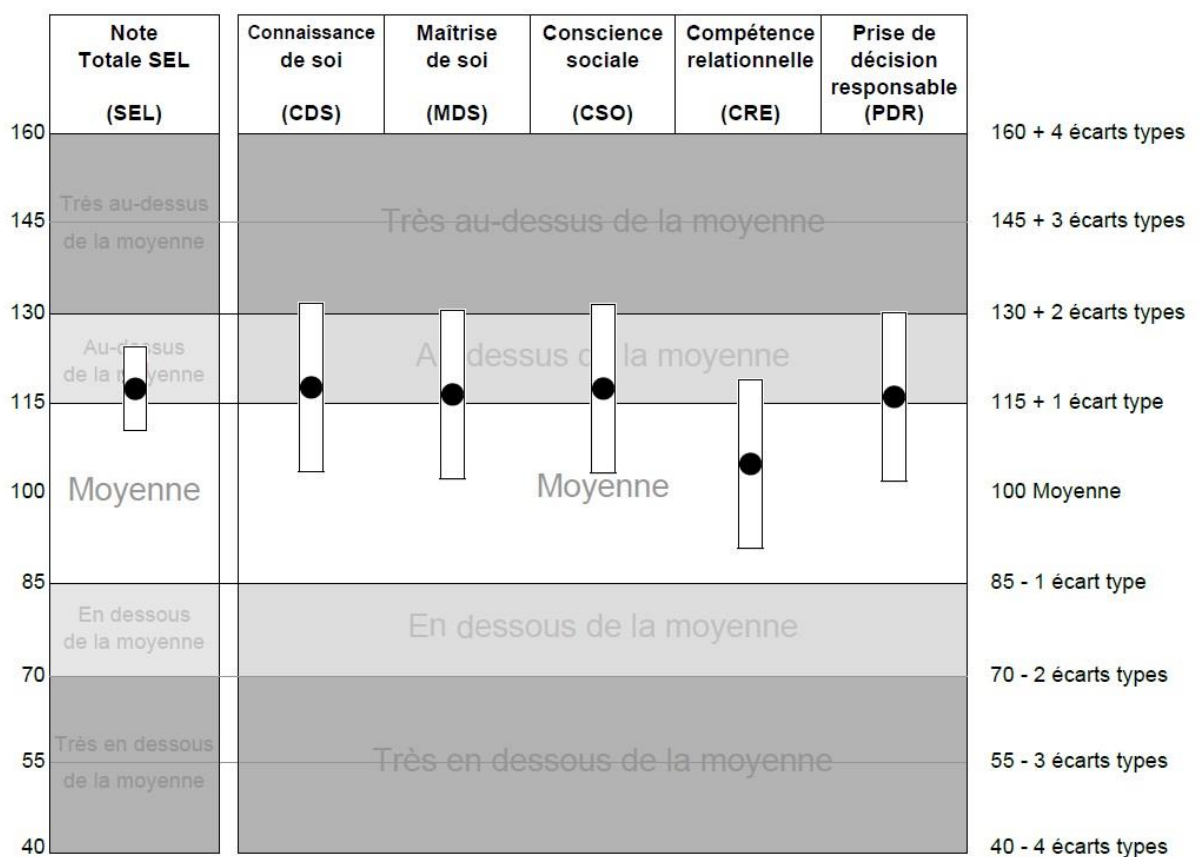 Note
Totale SEL
(SEL)
Connaissance
de soi
(CDS)
Maîtrise
de soi
(MDS)
Conscience
sociale
(CSO)
Compétence
relationnelle
(CRE)
Prise de
décision
responsable
(PDR)
160
Très au-dessus
de la moyenne
Très au-dessus de la moyenne
160 + 4 écarts types
145
145 + 3 écarts types
130
130 + 2 écarts types
Au-dessus
de la moyenne
Au-dessus de la moyenne
115
115 + 1 écart type
Moyenne
Moyenne
100
100 Moyenne
85
85 - 1 écart type
En dessous
de la moyenne
En dessous de la moyenne
70
70 - 2 écarts types
Très en dessous
de la moyenne
Très en dessous de la moyenne
55
55 - 3 écarts types
40
40 - 4 écarts types